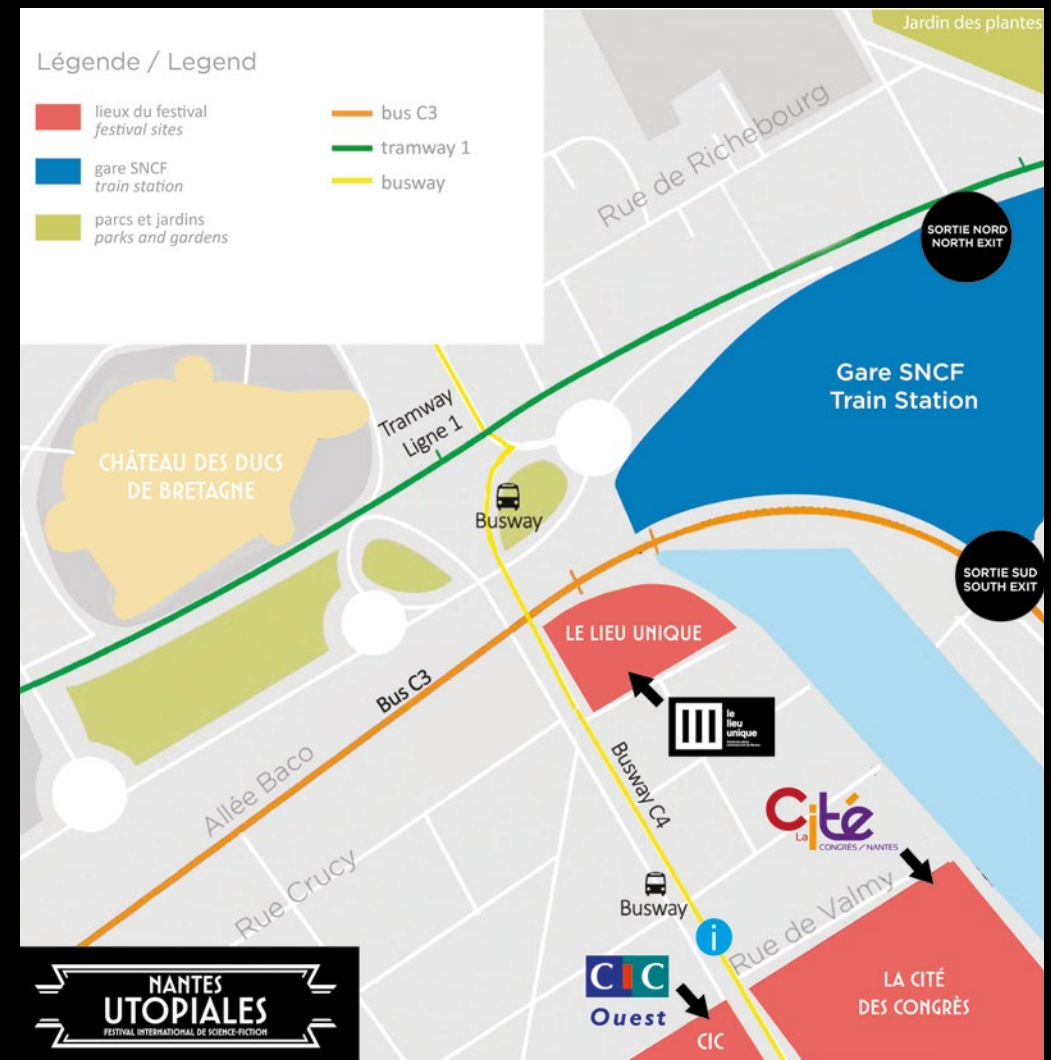 Jardin des plantes
Légende / Legend
lieux du festival
festival sites
gare SNCF
train station
parcs et jardins
parks and gardens
bus C3
tramway 1
busway
Rue de Richebourg
SORTIE NORD
NORTH EXIT
Gare SNCF
Train Station
Tramway
Ligne 1
CHÂTEAU DES DUCS
DE BRETAGNE
Busway
SORTIE SUD
SOUTH EXIT
LE LIEU UNIQUE
Bus C3
le
lieu
unique
Busway C4
Allée Baco
La Cité
CONGRÈS / NANTES
Rue Crucy
Busway
i
Rue de Valmy
CIC
Ouest
CIC
LA CITÉ
DES CONGRÈS
NANTES
UTOPIALES
FESTIVAL INTERNATIONAL DE SCIENCE-FICTION